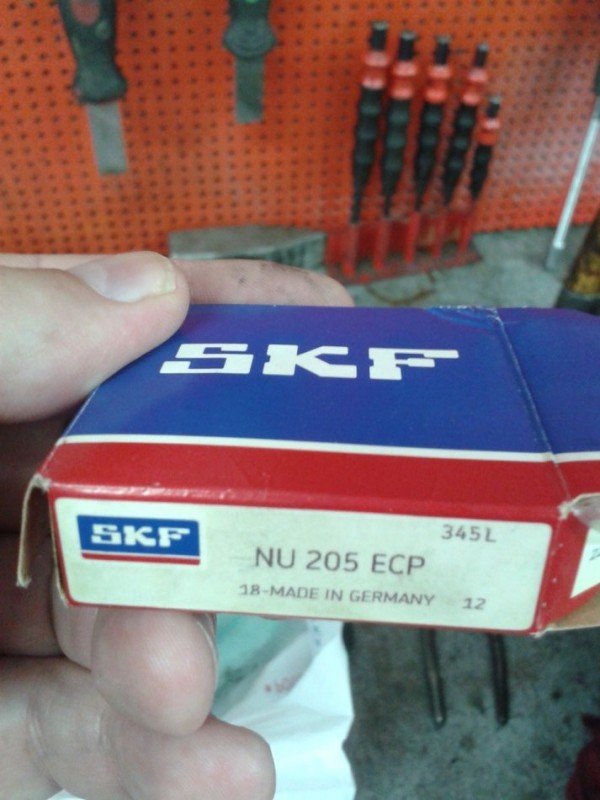 SKF
SKF
345L
NU 205 ECP
18-MADE IN GERMANY 12